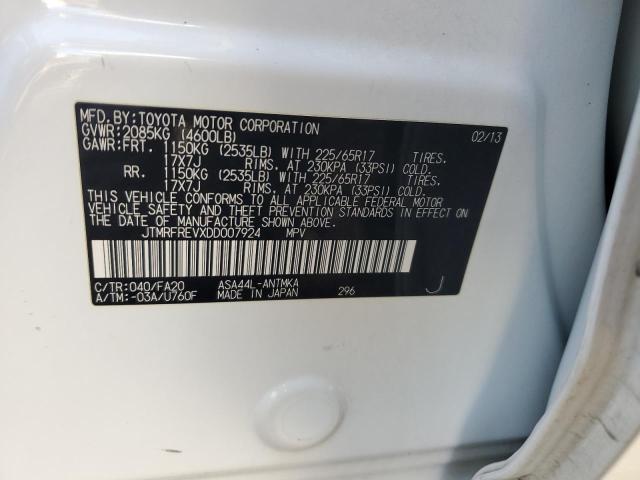 MFD.BY:TOYOTA MOTOR CORPORATION 02/13
GVWR:2085KG (4600LB)
GAWR:FRT. 1150KG (2535LB) WITH 225/65R17 TIRES.
17X7J RIMS. AT 230KPA (33PSI) COLD.
RR. 1150KG (2535LB) WITH 225/65R17 TIRES.
17X7J RIMS. AT 230KPA (33PSI) COLD.
THIS VEHICLE CONFORMS TO ALL APPLICABLE FEDERAL MOTOR
VEHICLE SAFETY AND THEFT PREVENTION STANDARDS IN EFFECT ON
THE DATE OF MANUFACTURE SHOWN ABOVE.
JTMRFREVXDD007924 MPV
C/TR:040/FA20 ASA44L-ANTMKA
A/TM:-03A/U760F MADE IN JAPAN 296 J